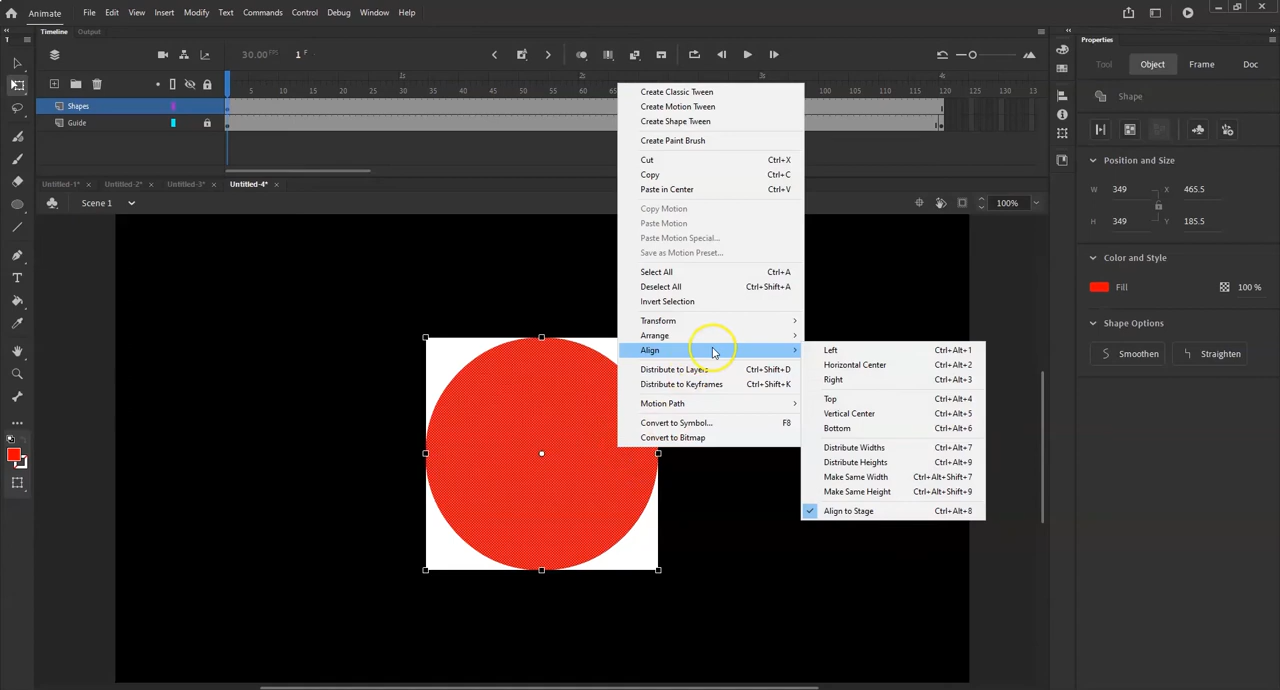 Animate File Edit View Insert Modify Text Commands Control Debug Window Help
Timeline Output
30.00 FPS 1 F
1s 2s 3s 4s
5 10 15 20 25 30 35 40 45 50 55 60 100 105 110 115 120 125 130 13
Shapes
Guide
Untitled-1* × Untitled-2* × Untitled-3* × Untitled-4* ×
Scene 1
100%
Create Classic Tween
Create Motion Tween
Create Shape Tween
Create Paint Brush
Cut Ctrl+X
Copy Ctrl+C
Paste in Center Ctrl+V
Copy Motion
Paste Motion
Paste Motion Special...
Save as Motion Preset...
Select All Ctrl+A
Deselect All Ctrl+Shift+A
Invert Selection
Transform
Arrange
Align
Distribute to Layers Ctrl+Shift+D
Distribute to Keyframes Ctrl+Shift+K
Motion Path
Convert to Symbol... F8
Convert to Bitmap
Left Ctrl+Alt+1
Horizontal Center Ctrl+Alt+2
Right Ctrl+Alt+3
Top Ctrl+Alt+4
Vertical Center Ctrl+Alt+5
Bottom Ctrl+Alt+6
Distribute Widths Ctrl+Alt+7
Distribute Heights Ctrl+Alt+9
Make Same Width Ctrl+Alt+Shift+7
Make Same Height Ctrl+Alt+Shift+9
Align to Stage Ctrl+Alt+8
Properties
Tool Object Frame Doc
Shape
Position and Size
W 349 X 465.5
H 349 Y 185.5
Color and Style
Fill 100 %
Shape Options
Smoothen Straighten